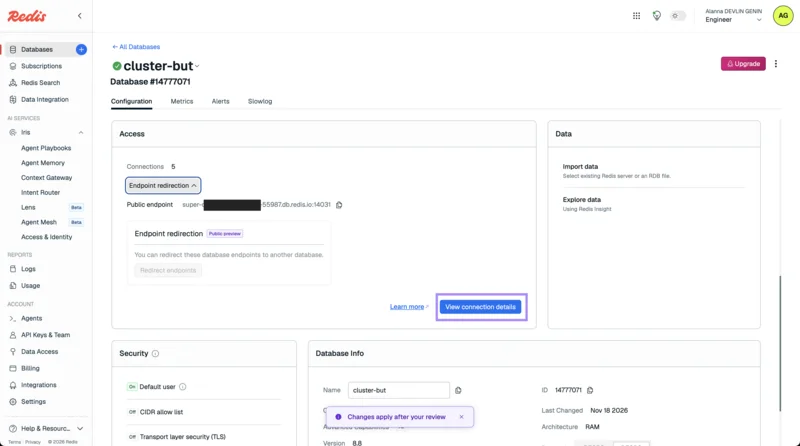 Redis
Alanna DEVLIN GENIN
Engineer
AG
Databases
Subscriptions
Redis Search
Data Integration
AI SERVICES
Iris
Agent Playbooks
Agent Memory
Context Gateway
Intent Router
Lens Beta
Agent Mesh Beta
Access & Identity
REPORTS
Logs
Usage
ACCOUNT
Agents
API Keys & Team
Data Access
Billing
Integrations
Settings
Help & Resourc...
Terms Privacy © 2026 Redis
← All Databases
cluster-but
Database #14777071
Upgrade
Configuration Metrics Alerts Slowlog
Access
Connections 5
Endpoint redirection
Public endpoint super- -55987.db.redis.io:14031
Endpoint redirection Public preview
You can redirect these database endpoints to another database.
Redirect endpoints
Learn more View connection details
Data
Import data
Select existing Redis server or an RDB file.
Explore data
Using Redis Insight
Security
On Default user
Off CIDR allow list
Off Transport layer security (TLS)
Database Info
Name cluster-but
Version 8.8
ID 14777071
Last Changed Nov 18 2026
Architecture RAM
Changes apply after your review